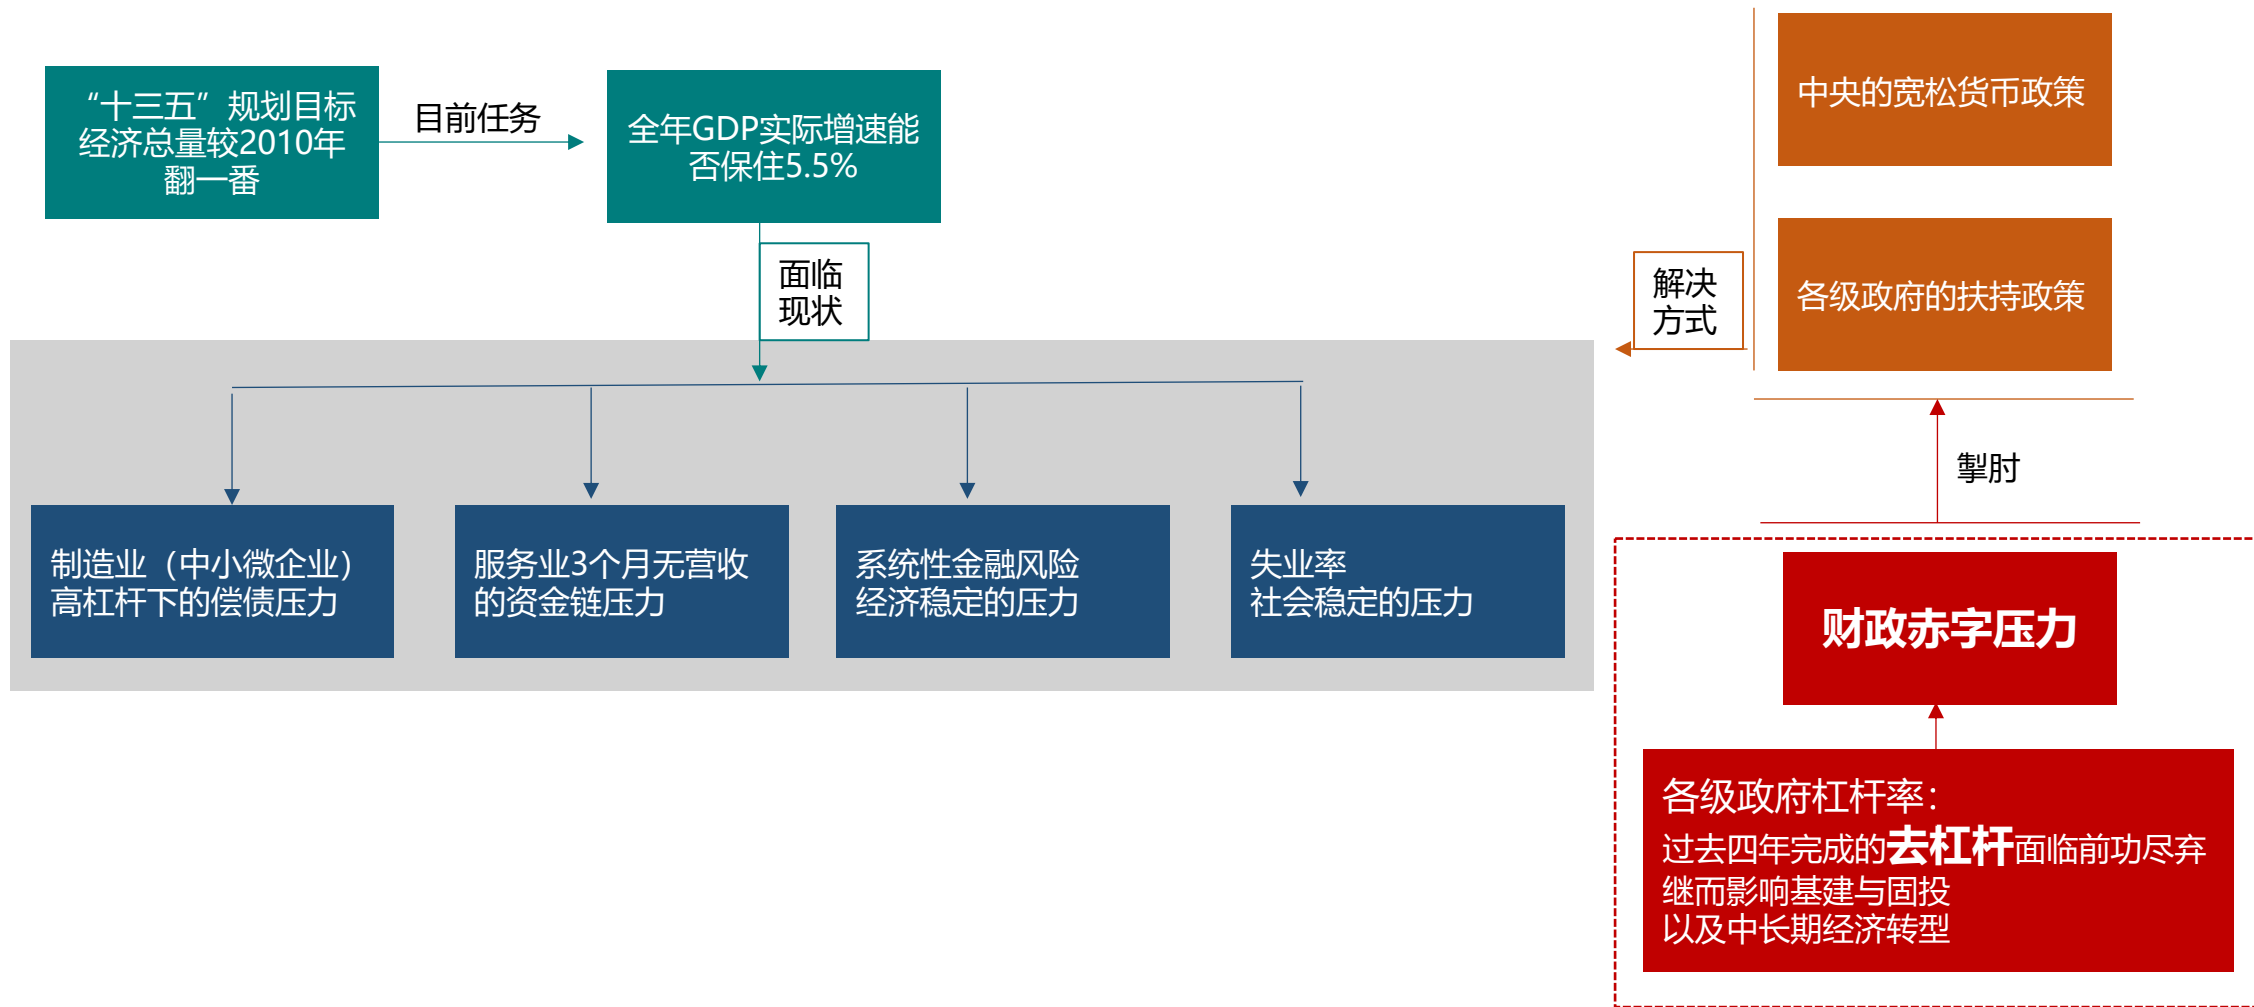 “十三五”规划目标
经济总量较2010年
翻一番
目前任务
全年GDP实际增速能
否保住5.5%
面临
现状
制造业（中小微企业）
高杠杆下的偿债压力
服务业3个月无营收
的资金链压力
系统性金融风险
经济稳定的压力
失业率
社会稳定的压力
解决
方式
中央的宽松货币政策
各级政府的扶持政策
掣肘
财政赤字压力
各级政府杠杆率：
过去四年完成的去杠杆面临前功尽弃
继而影响基建与固投
以及中长期经济转型